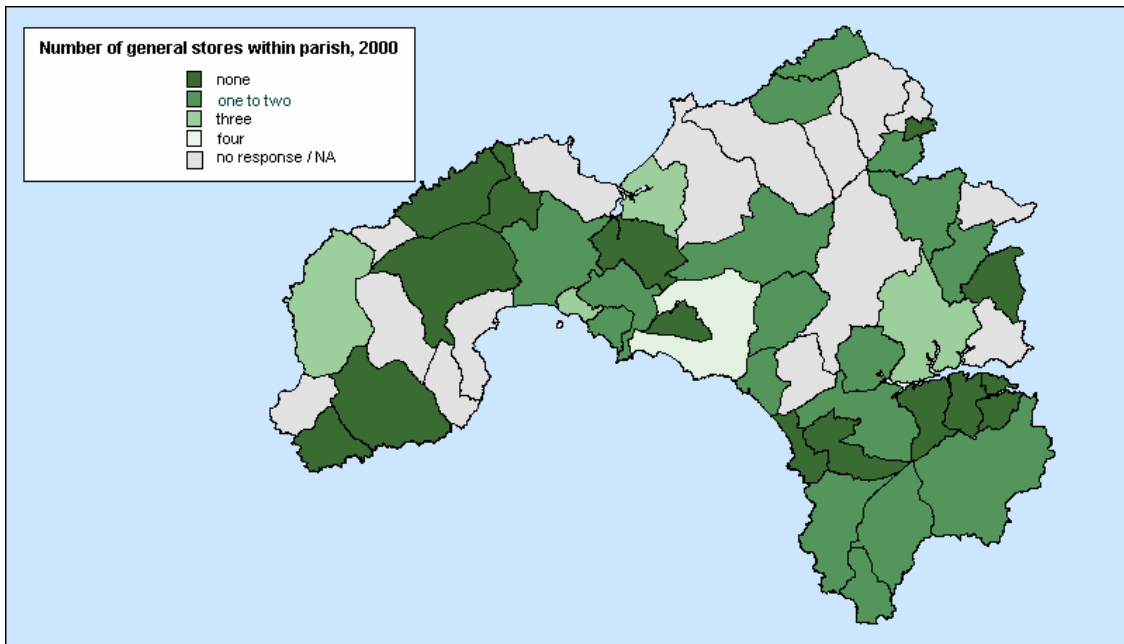 Number of general stores within parish, 2000
none
one to two
three
four
no response / NA